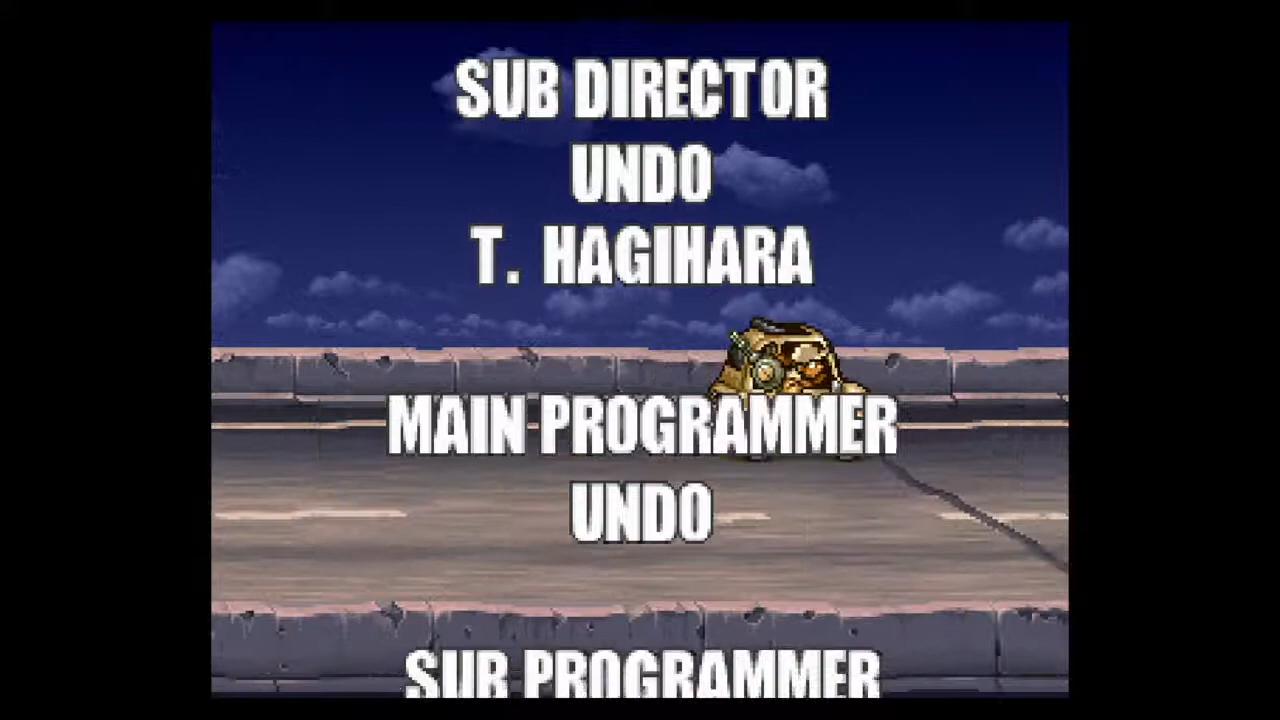 SUB DIRECTOR
UNDO
T. HAGIHARA
MAIN PROGRAMMER
UNDO
SUB PROGRAMMER